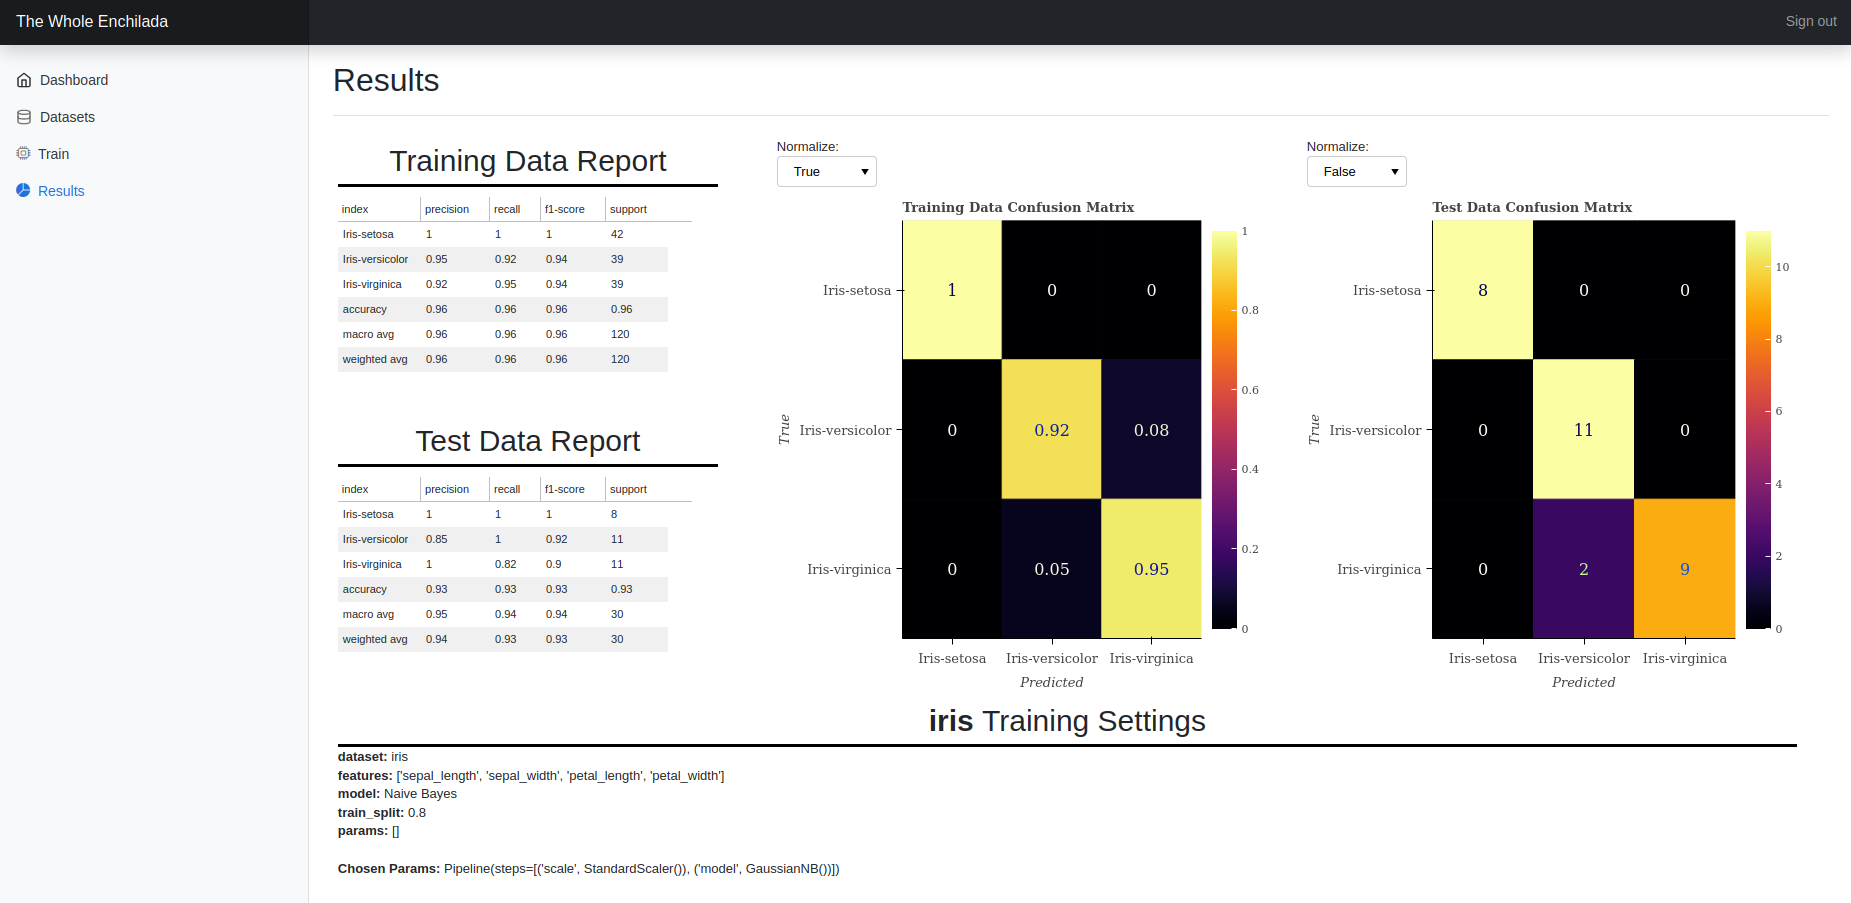 The Whole Enchilada
Sign out
Dashboard
Datasets
Train
Results
Results
Training Data Report
index precision recall f1-score support
Iris-setosa 1 1 1 42
Iris-versicolor 0.95 0.92 0.94 39
Iris-virginica 0.92 0.95 0.94 39
accuracy 0.96 0.96 0.96 0.96
macro avg 0.96 0.96 0.96 120
weighted avg 0.96 0.96 0.96 120
Test Data Report
index precision recall f1-score support
Iris-setosa 1 1 1 8
Iris-versicolor 0.85 1 0.92 11
Iris-virginica 1 0.82 0.9 11
accuracy 0.93 0.93 0.93 0.93
macro avg 0.95 0.94 0.94 30
weighted avg 0.94 0.93 0.93 30
Normalize:
True
Training Data Confusion Matrix
Iris-setosa 1 0 0
Iris-versicolor 0 0.92 0.08
Iris-virginica 0 0.05 0.95
True
Iris-setosa Iris-versicolor Iris-virginica
Predicted
1
0.8
0.6
0.4
0.2
0
Normalize:
False
Test Data Confusion Matrix
Iris-setosa 8 0 0
Iris-versicolor 0 11 0
Iris-virginica 0 2 9
True
Iris-setosa Iris-versicolor Iris-virginica
Predicted
10
8
6
4
2
0
iris Training Settings
dataset: iris
features: ['sepal_length', 'sepal_width', 'petal_length', 'petal_width']
model: Naive Bayes
train_split: 0.8
params: []
Chosen Params: Pipeline(steps=[('scale', StandardScaler()), ('model', GaussianNB())])